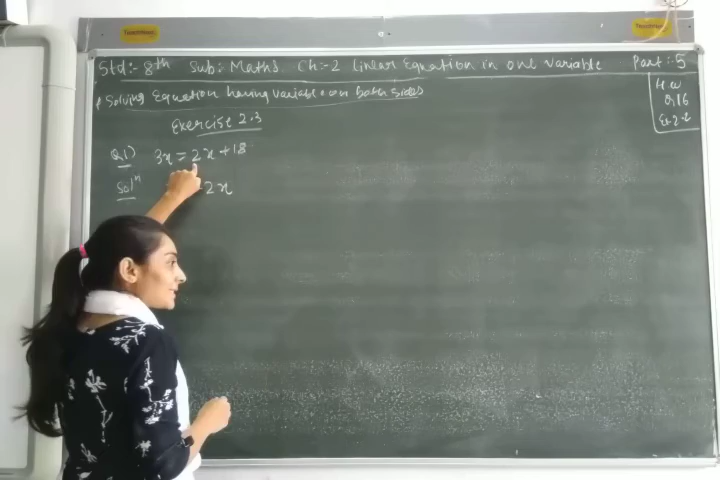 Std:- 8th Sub:- Maths. Ch:-2 Linear Equation in one variable Part:-5
* Solving Equation having variable on both sides
H.w
Q.16
Ex-2.2
Exercise 2.3
Q.1) 3x = 2x + 18
Solⁿ 2x